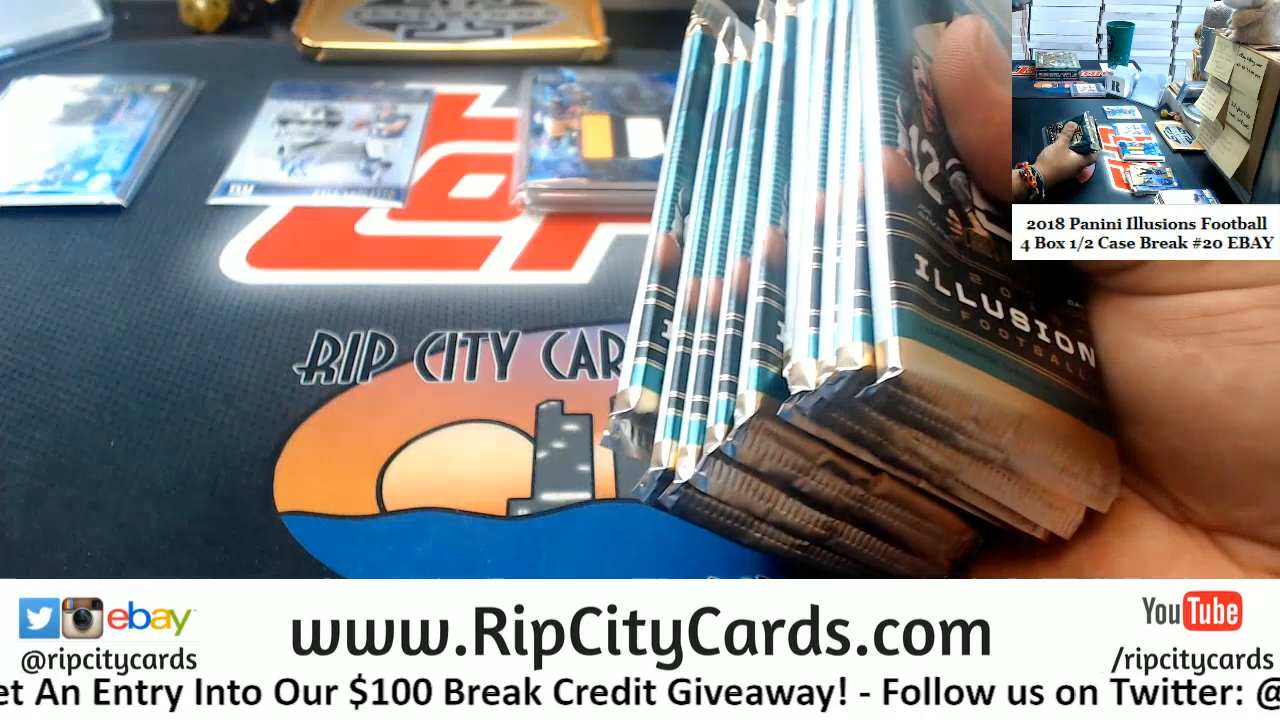 2018 Panini Illusions Football
4 Box 1/2 Case Break #20 EBAY
12
ILLUSION
FOOTBALL
RIP CITY CAR
ebay
www.RipCityCards.com
YouTube
@ripcitycards
/ripcitycards
et An Entry Into Our $100 Break Credit Giveaway! - Follow us on Twitter: @